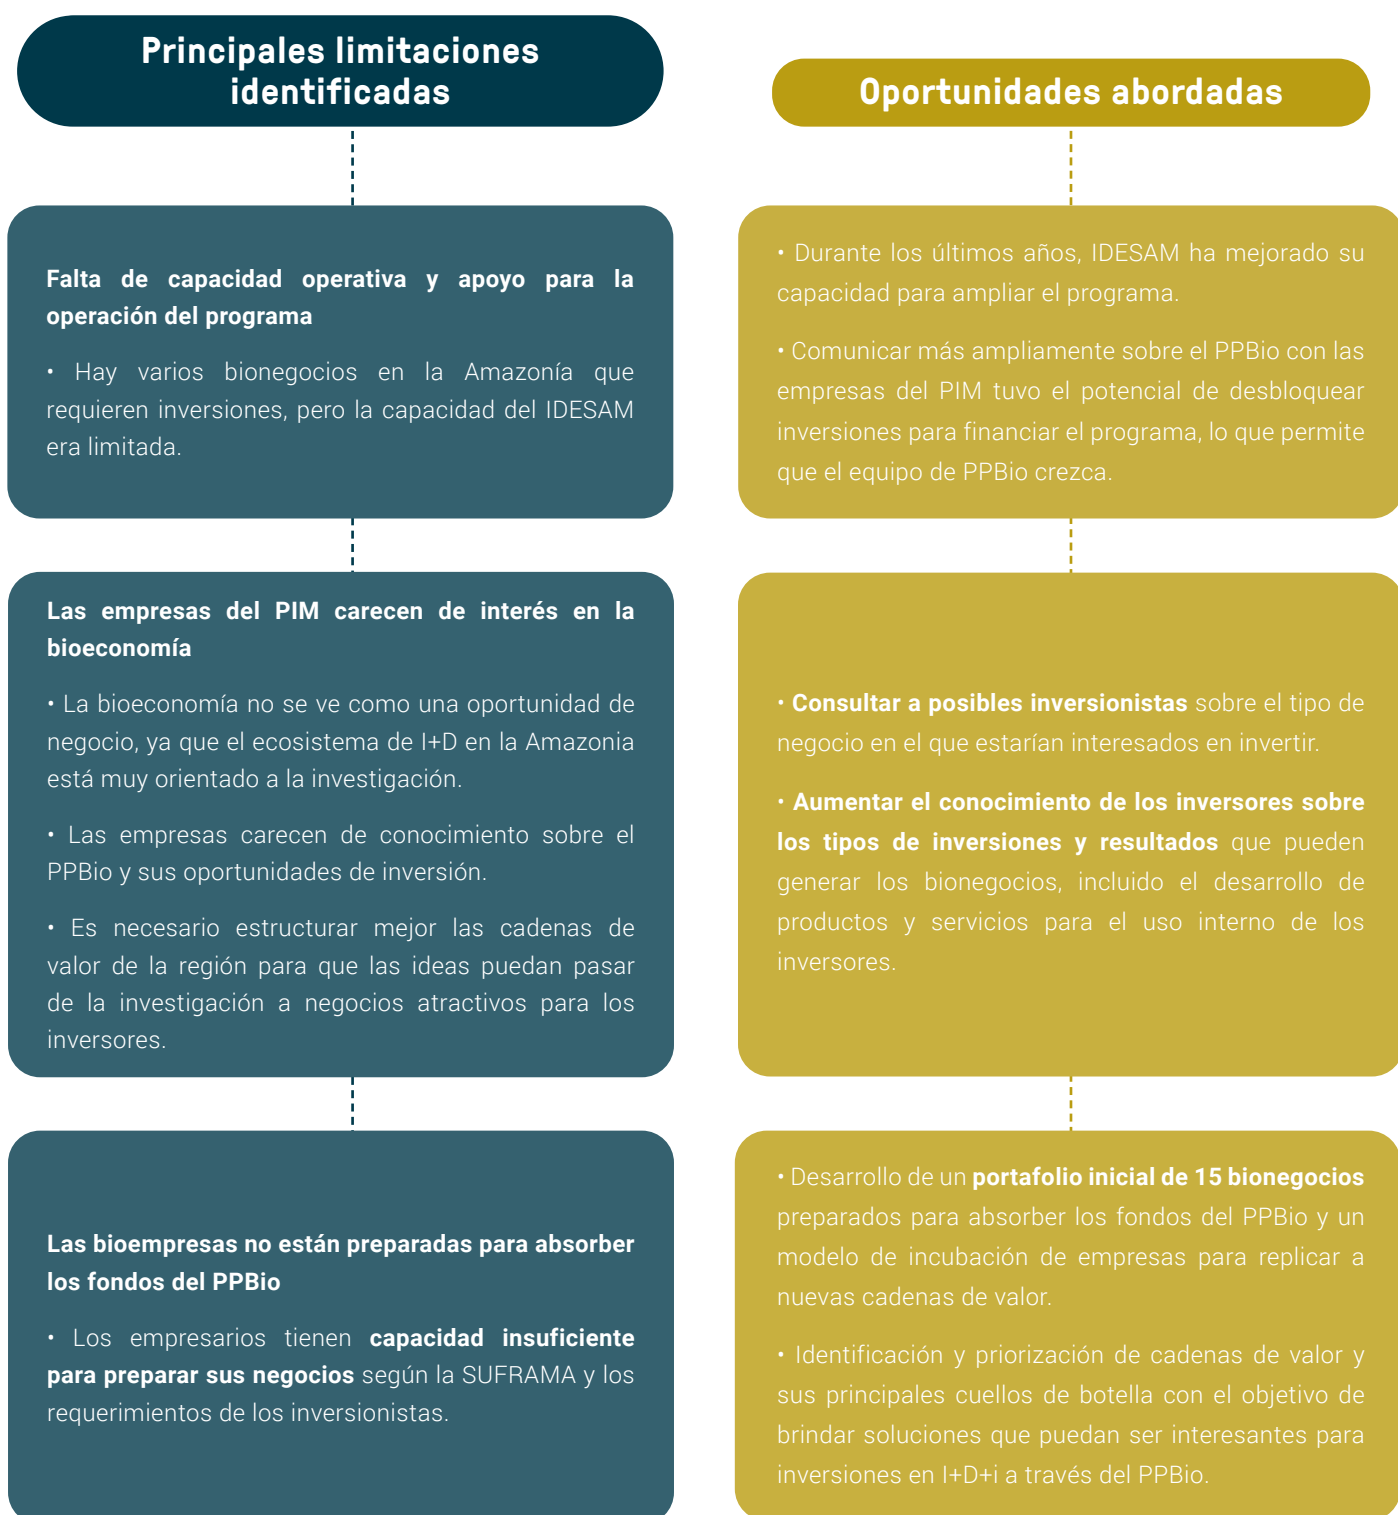 Principales limitaciones
identificadas
Falta de capacidad operativa y apoyo para la
operación del programa
• Hay varios bionegocios en la Amazonía que
requieren inversiones, pero la capacidad del IDESAM
era limitada.
Las empresas del PIM carecen de interés en la
bioeconomía
• La bioeconomía no se ve como una oportunidad de
negocio, ya que el ecosistema de I+D en la Amazonia
está muy orientado a la investigación.
• Las empresas carecen de conocimiento sobre el
PPBio y sus oportunidades de inversión.
• Es necesario estructurar mejor las cadenas de
valor de la región para que las ideas puedan pasar
de la investigación a negocios atractivos para los
inversores.
Las bioempresas no están preparadas para absorber
los fondos del PPBio
• Los empresarios tienen capacidad insuficiente
para preparar sus negocios según la SUFRAMA y los
requerimientos de los inversionistas.
Oportunidades abordadas
• Durante los últimos años, IDESAM ha mejorado su
capacidad para ampliar el programa.
• Comunicar más ampliamente sobre el PPBio con las
empresas del PIM tuvo el potencial de desbloquear
inversiones para financiar el programa, lo que permite
que el equipo de PPBio crezca.
• Consultar a posibles inversionistas sobre el tipo de
negocio en el que estarían interesados en invertir.
• Aumentar el conocimiento de los inversores sobre
los tipos de inversiones y resultados que pueden
generar los bionegocios, incluido el desarrollo de
productos y servicios para el uso interno de los
inversores.
• Desarrollo de un portafolio inicial de 15 bionegocios
preparados para absorber los fondos del PPBio y un
modelo de incubación de empresas para replicar a
nuevas cadenas de valor.
• Identificación y priorización de cadenas de valor y
sus principales cuellos de botella con el objetivo de
brindar soluciones que puedan ser interesantes para
inversiones en I+D+i a través del PPBio.